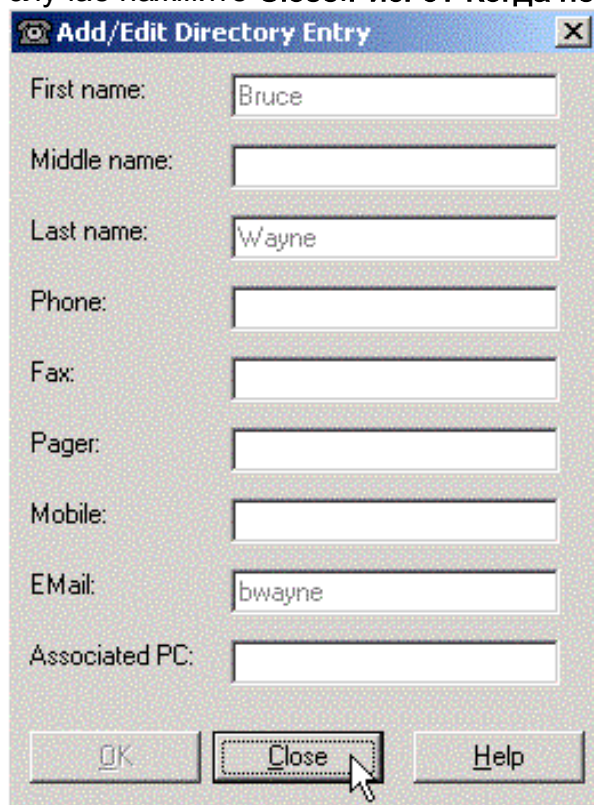 Add/Edit Directory Entry
First name: Bruce
Middle name:
Last name: Wayne
Phone:
Fax:
Pager:
Mobile:
EMail: bwayne
Associated PC:
OK Close Help